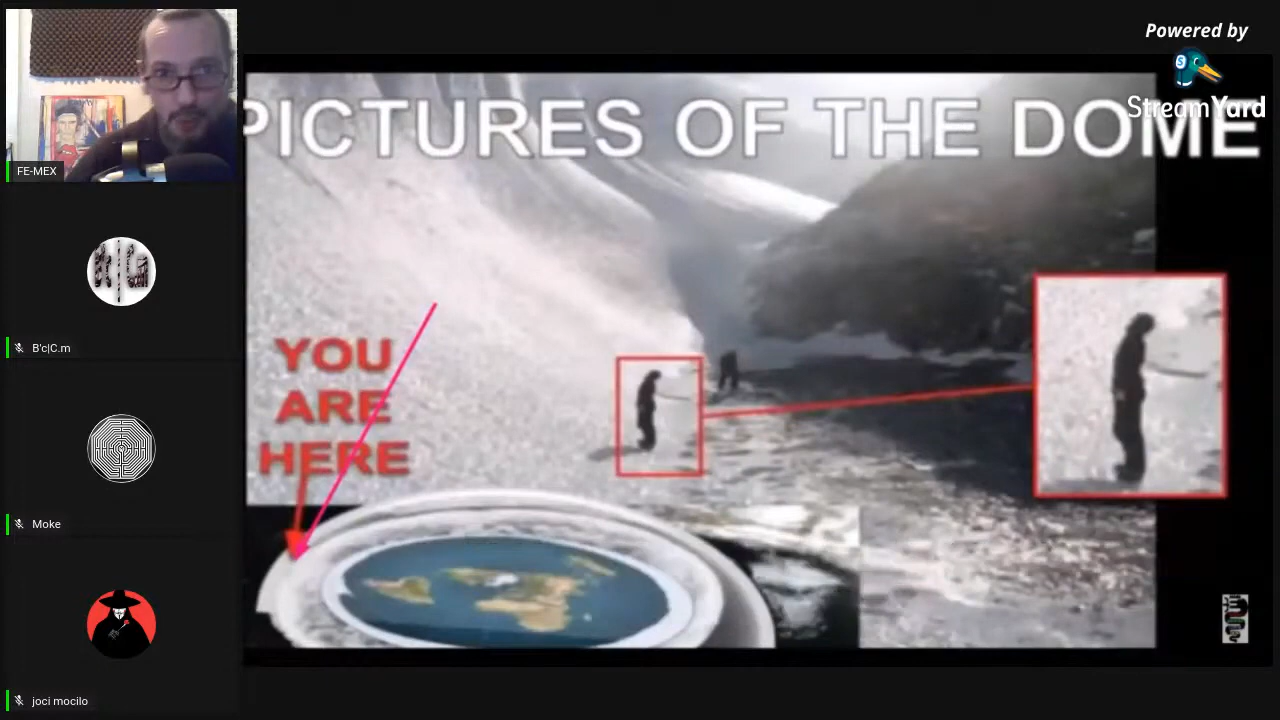 Powered by
StreamYard
PICTURES OF THE DOME
FE-MEX
YOU
ARE
HERE
B'c|C.m
Moke
joci mocilo